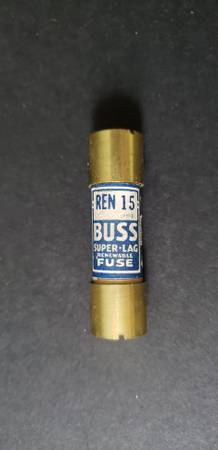 REN 15
BUSS
SUPER-LAG
RENEWABLE
FUSE